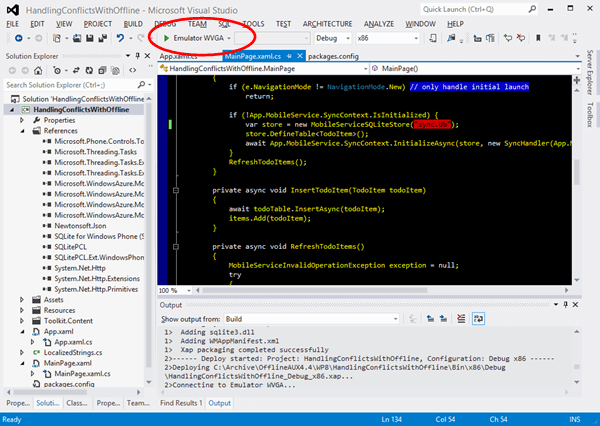 HandlingConflictsWithOffline - Microsoft Visual Studio
Quick Launch (Ctrl+Q)
FILE EDIT VIEW PROJECT BUILD DEBUG TEAM SQL TOOLS TEST ARCHITECTURE ANALYZE WINDOW HELP
Emulator WVGA Debug x86
Solution Explorer
Search Solution Explorer (Ctrl+;)
Solution 'HandlingConflictsWithOffline
HandlingConflictsWithOffline
Properties
References
Microsoft.Phone.Controls.To
Microsoft.Threading.Tasks
Microsoft.Threading.Tasks.Ex
Microsoft.Threading.Tasks.Ex
Microsoft.WindowsAzure.Mo
Microsoft.WindowsAzure.Mo
Microsoft.WindowsAzure.Mo
Newtonsoft.Json
SQLite for Windows Phone (S
SQLitePCL
SQLitePCL.Ext.WindowsPhon
System.Net.Http
System.Net.Http.Extensions
System.Net.Http.Primitives
Assets
Resources
Toolkit.Content
App.xaml
App.xaml.cs
LocalizedStrings.cs
MainPage.xaml
MainPage.xaml.cs
packages.config
Prope... Soluti... Class... Prope... Team...
App.xaml.cs MainPage.xaml.cs packages.config
HandlingConflictsWithOffline.MainPage MainPage()
if (e.NavigationMode != NavigationMode.New) // only handle initial launch
return;
if (!App.MobileService.SyncContext.IsInitialized) {
var store = new MobileServiceSQLiteStore("sync.db");
store.DefineTable<TodoItem>();
await App.MobileService.SyncContext.InitializeAsync(store, new SyncHandler(App.M
}
RefreshTodoItems();
}
private async void InsertTodoItem(TodoItem todoItem)
{
await todoTable.InsertAsync(todoItem);
items.Add(todoItem);
}
private async void RefreshTodoItems()
{
MobileServiceInvalidOperationException exception = null;
try
{
100 %
Output
Show output from: Build
1> Adding sqlite3.dll
1> Adding WMAppManifest.xml
1> Xap packaging completed successfully
2>------ Deploy started: Project: HandlingConflictsWithOffline, Configuration: Debug x86 ------
2>Deploying C:\Archive\OfflineAUX4.4\WP8\HandlingConflictsWithOffline\Bin\x86\Debug
\HandlingConflictsWithOffline_Debug_x86.xap...
2>Connecting to Emulator WVGA...
Find Results 1 Output
Server Explorer
Toolbox
Ready Ln 134 Col 54 Ch 54 INS